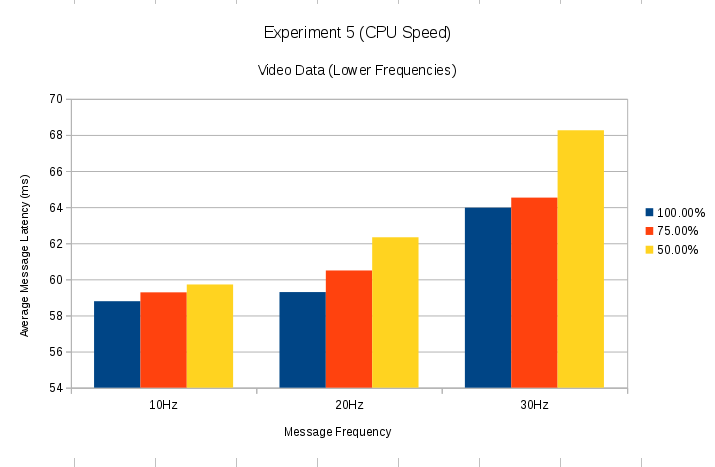 Experiment 5 (CPU Speed)
Video Data (Lower Frequencies)
Average Message Latency (ms)
70
68
66
64
62
60
58
56
54
10Hz
20Hz
30Hz
Message Frequency
100.00%
75.00%
50.00%